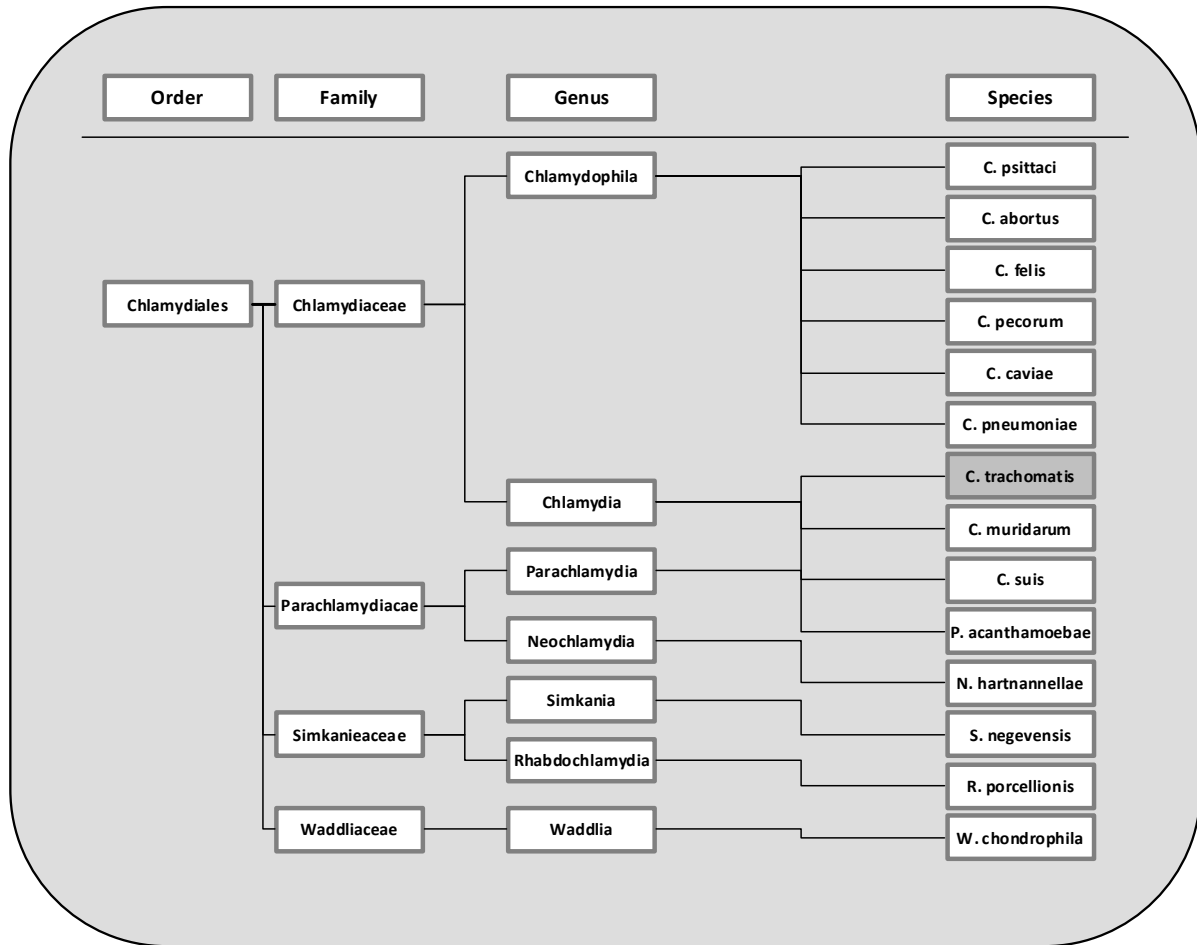 Order
Family
Genus
Species
Chlamydiales
Chlamydiaceae
Parachlamydiacae
Simkanieaceae
Waddliaceae
Chlamydophila
Chlamydia
Parachlamydia
Neochlamydia
Simkania
Rhabdochlamydia
Waddlia
C. psittaci
C. abortus
C. felis
C. pecorum
C. caviae
C. pneumoniae
C. trachomatis
C. muridarum
C. suis
P. acanthamoebae
N. hartnannellae
S. negevensis
R. porcellionis
W. chondrophila